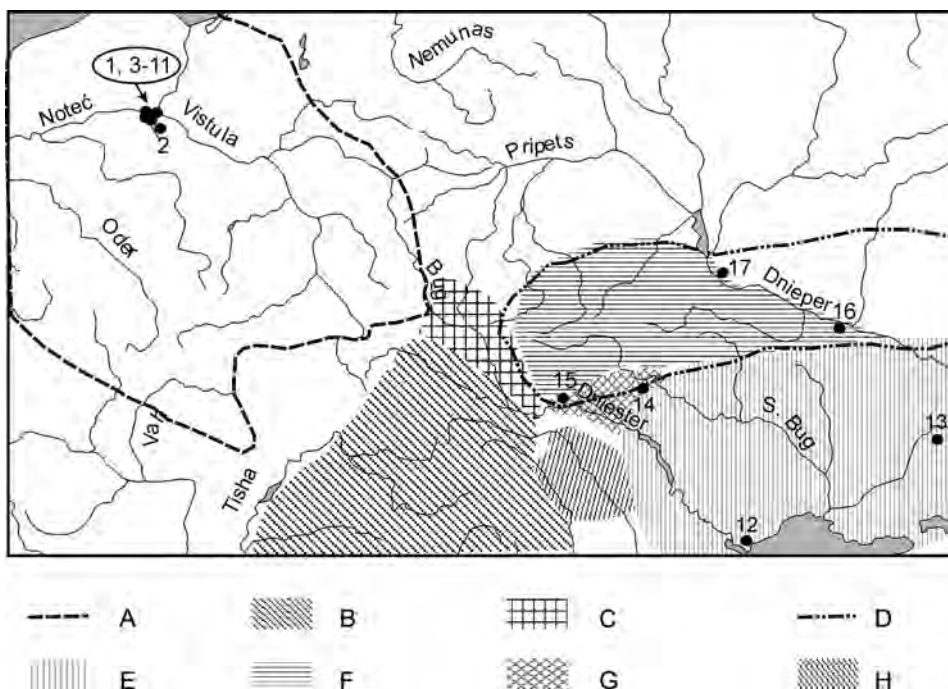 Nemunas
1, 3-11
Noteć
Vistula
2
Pripets
Oder
Bug
17
Dnieper
16
15
Dniester
14
S. Bug
13
Vah
Tisha
12
A
B
C
D
E
F
G
H